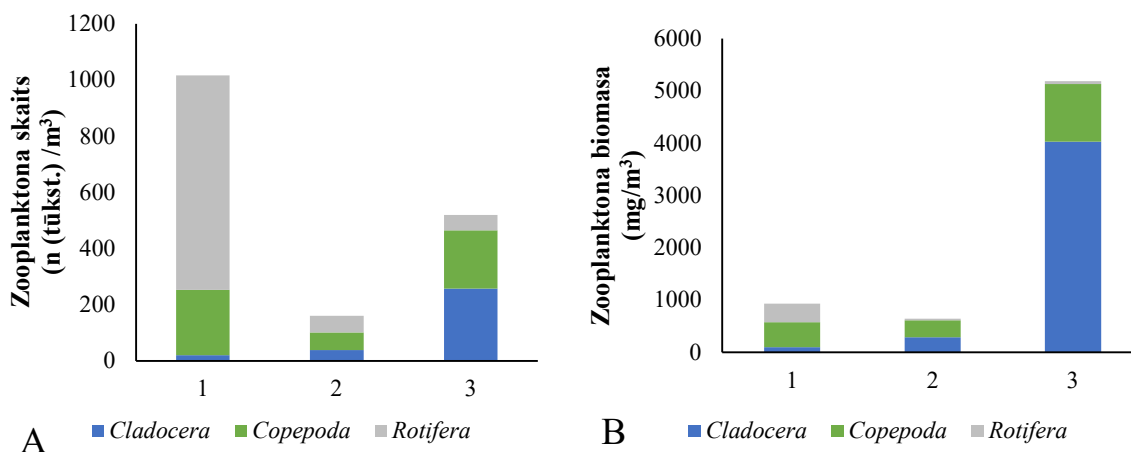 Zooplanktona skaits
(n (tūkst.) /m³)
1200
1000
800
600
400
200
0
1 2 3
A
Cladocera Copepoda Rotifera
Zooplanktona biomasa
(mg/m³)
6000
5000
4000
3000
2000
1000
0
1 2 3
B
Cladocera Copepoda Rotifera